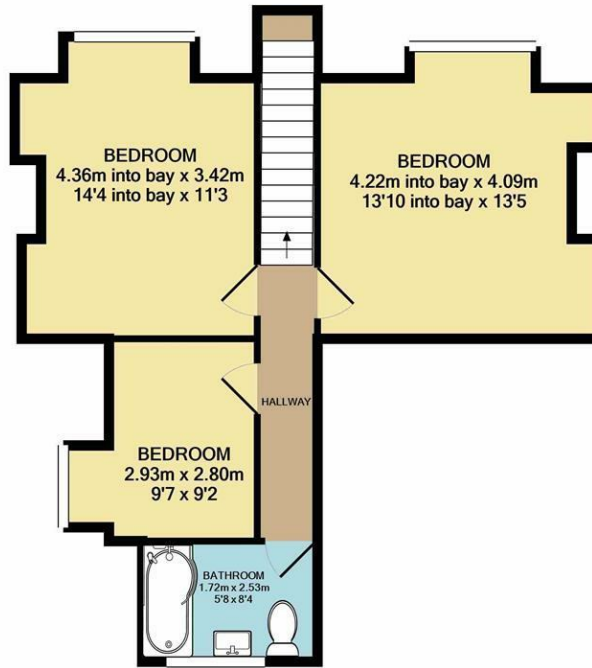 BEDROOM
4.36m into bay x 3.42m
14'4 into bay x 11'3
BEDROOM
4.22m into bay x 4.09m
13'10 into bay x 13'5
HALLWAY
BEDROOM
2.93m x 2.80m
9'7 x 9'2
BATHROOM
1.72m x 2.53m
5'8 x 8'4